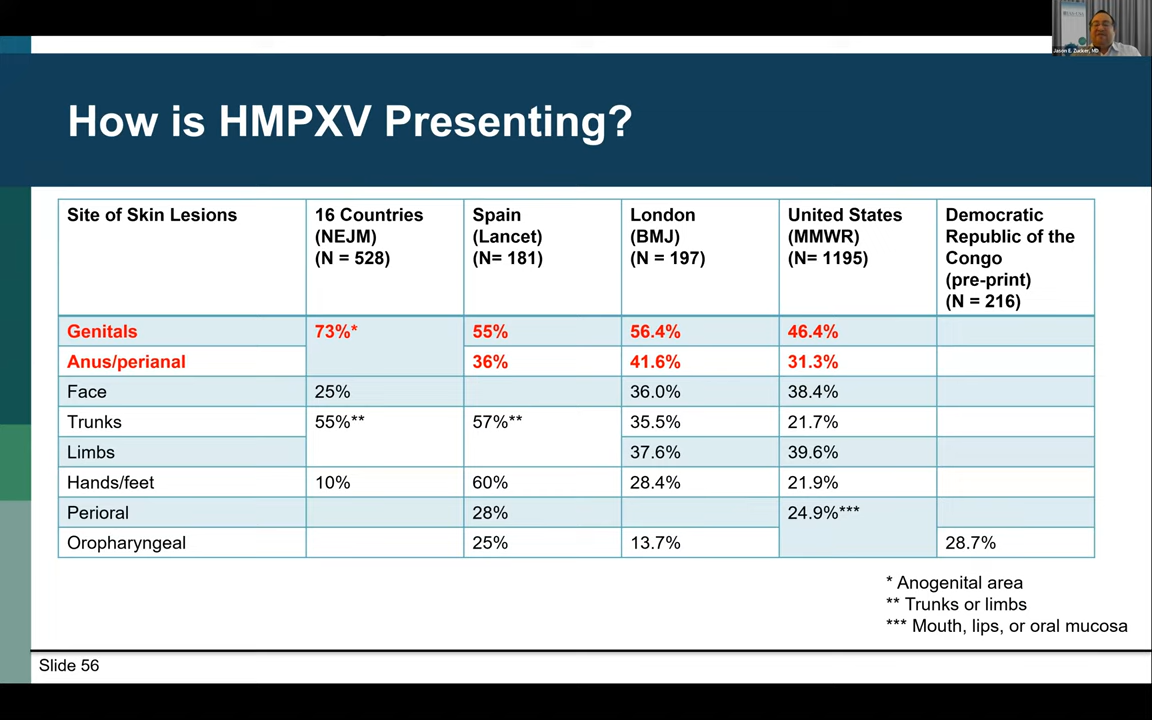 Jason E. Zucker, MD
How is HMPXV Presenting?
Site of Skin Lesions
16 Countries
(NEJM)
(N = 528)
Spain
(Lancet)
(N= 181)
London
(BMJ)
(N = 197)
United States
(MMWR)
(N= 1195)
Democratic
Republic of the
Congo
(pre-print)
(N = 216)
Genitals 73%* 55% 56.4% 46.4%
Anus/perianal 36% 41.6% 31.3%
Face 25% 36.0% 38.4%
Trunks 55%** 57%** 35.5% 21.7%
Limbs 37.6% 39.6%
Hands/feet 10% 60% 28.4% 21.9%
Perioral 28% 24.9%***
Oropharyngeal 25% 13.7% 28.7%
* Anogenital area
** Trunks or limbs
*** Mouth, lips, or oral mucosa
Slide 56